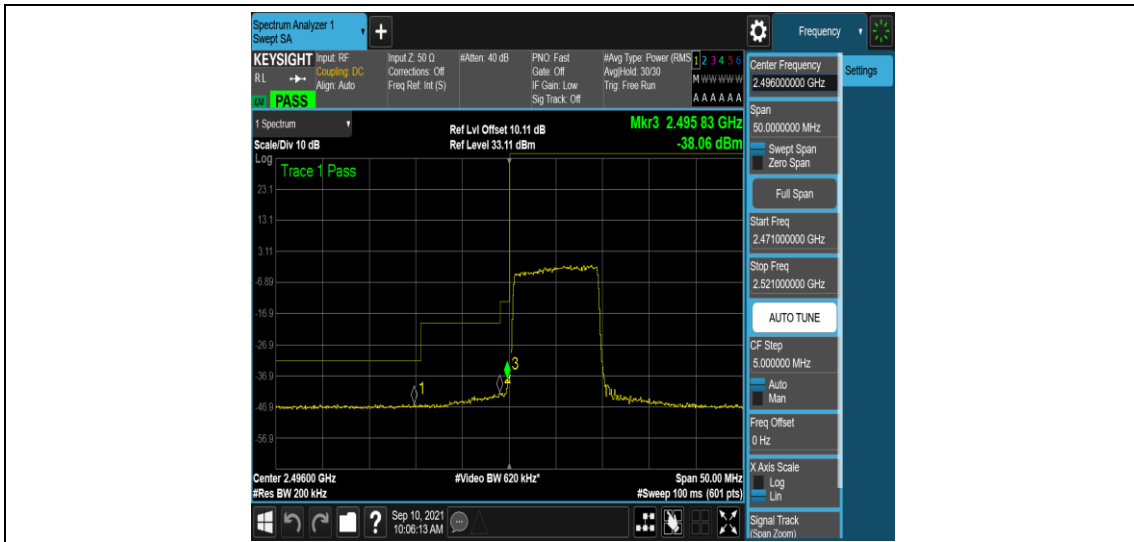 Spectrum Analyzer 1
Swept SA
+
Frequency
KEYSIGHT
RL
PASS
Input: RF
Coupling: DC
Align: Auto
Input Z: 50 Ω
Corrections: Off
Freq Ref: Int (S)
#Atten: 40 dB
PNO: Fast
Gate: Off
IF Gain: Low
Sig Track: Off
#Avg Type: Power (RMS
Avg|Hold: 30/30
Trig: Free Run
1 2 3 4 5 6
M W W W W W
A A A A A A
1 Spectrum
Scale/Div 10 dB
Ref Lvl Offset 10.11 dB
Ref Level 33.11 dBm
Mkr3 2.495 83 GHz
-38.06 dBm
Log
Trace 1 Pass
23.1
13.1
3.11
-6.89
-16.9
-26.9
-36.9
-46.9
-56.9
1
3
Center 2.49600 GHz
#Video BW 620 kHz*
Span 50.00 MHz
#Res BW 200 kHz
#Sweep 100 ms (601 pts)
?
Sep 10, 2021
10:06:13 AM
Settings
Center Frequency
2.496000000 GHz
Span
50.0000000 MHz
Swept Span
Zero Span
Full Span
Start Freq
2.471000000 GHz
Stop Freq
2.521000000 GHz
AUTO TUNE
CF Step
5.000000 MHz
Auto
Man
Freq Offset
0 Hz
X Axis Scale
Log
Lin
Signal Track
(Span Zoom)